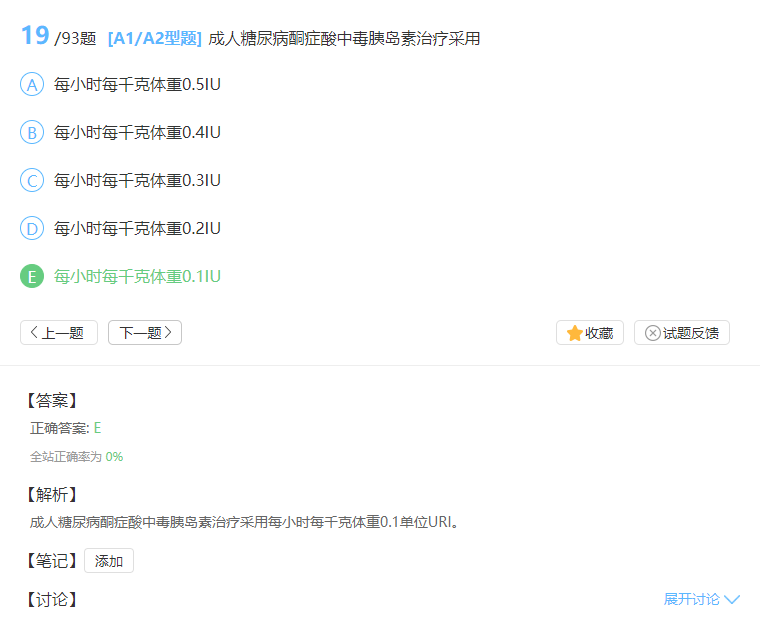 19 /93题 [A1/A2型题] 成人糖尿病酮症酸中毒胰岛素治疗采用
A 每小时每千克体重0.5IU
B 每小时每千克体重0.4IU
C 每小时每千克体重0.3IU
D 每小时每千克体重0.2IU
E 每小时每千克体重0.1IU
上一题 下一题 收藏 试题反馈
【答案】
正确答案: E
全站正确率为 0%
【解析】
成人糖尿病酮症酸中毒胰岛素治疗采用每小时每千克体重0.1单位URI。
【笔记】 添加
【讨论】 展开讨论